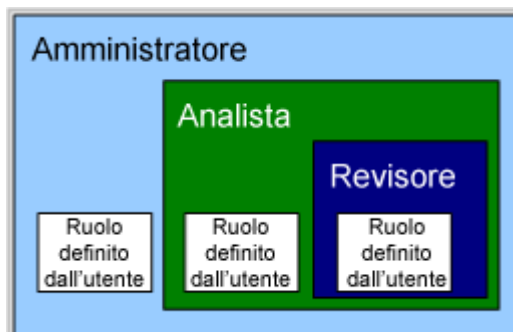 Amministratore
Analista
Revisore
Ruolo
definito
dall'utente
Ruolo
definito
dall'utente
Ruolo
definito
dall'utente